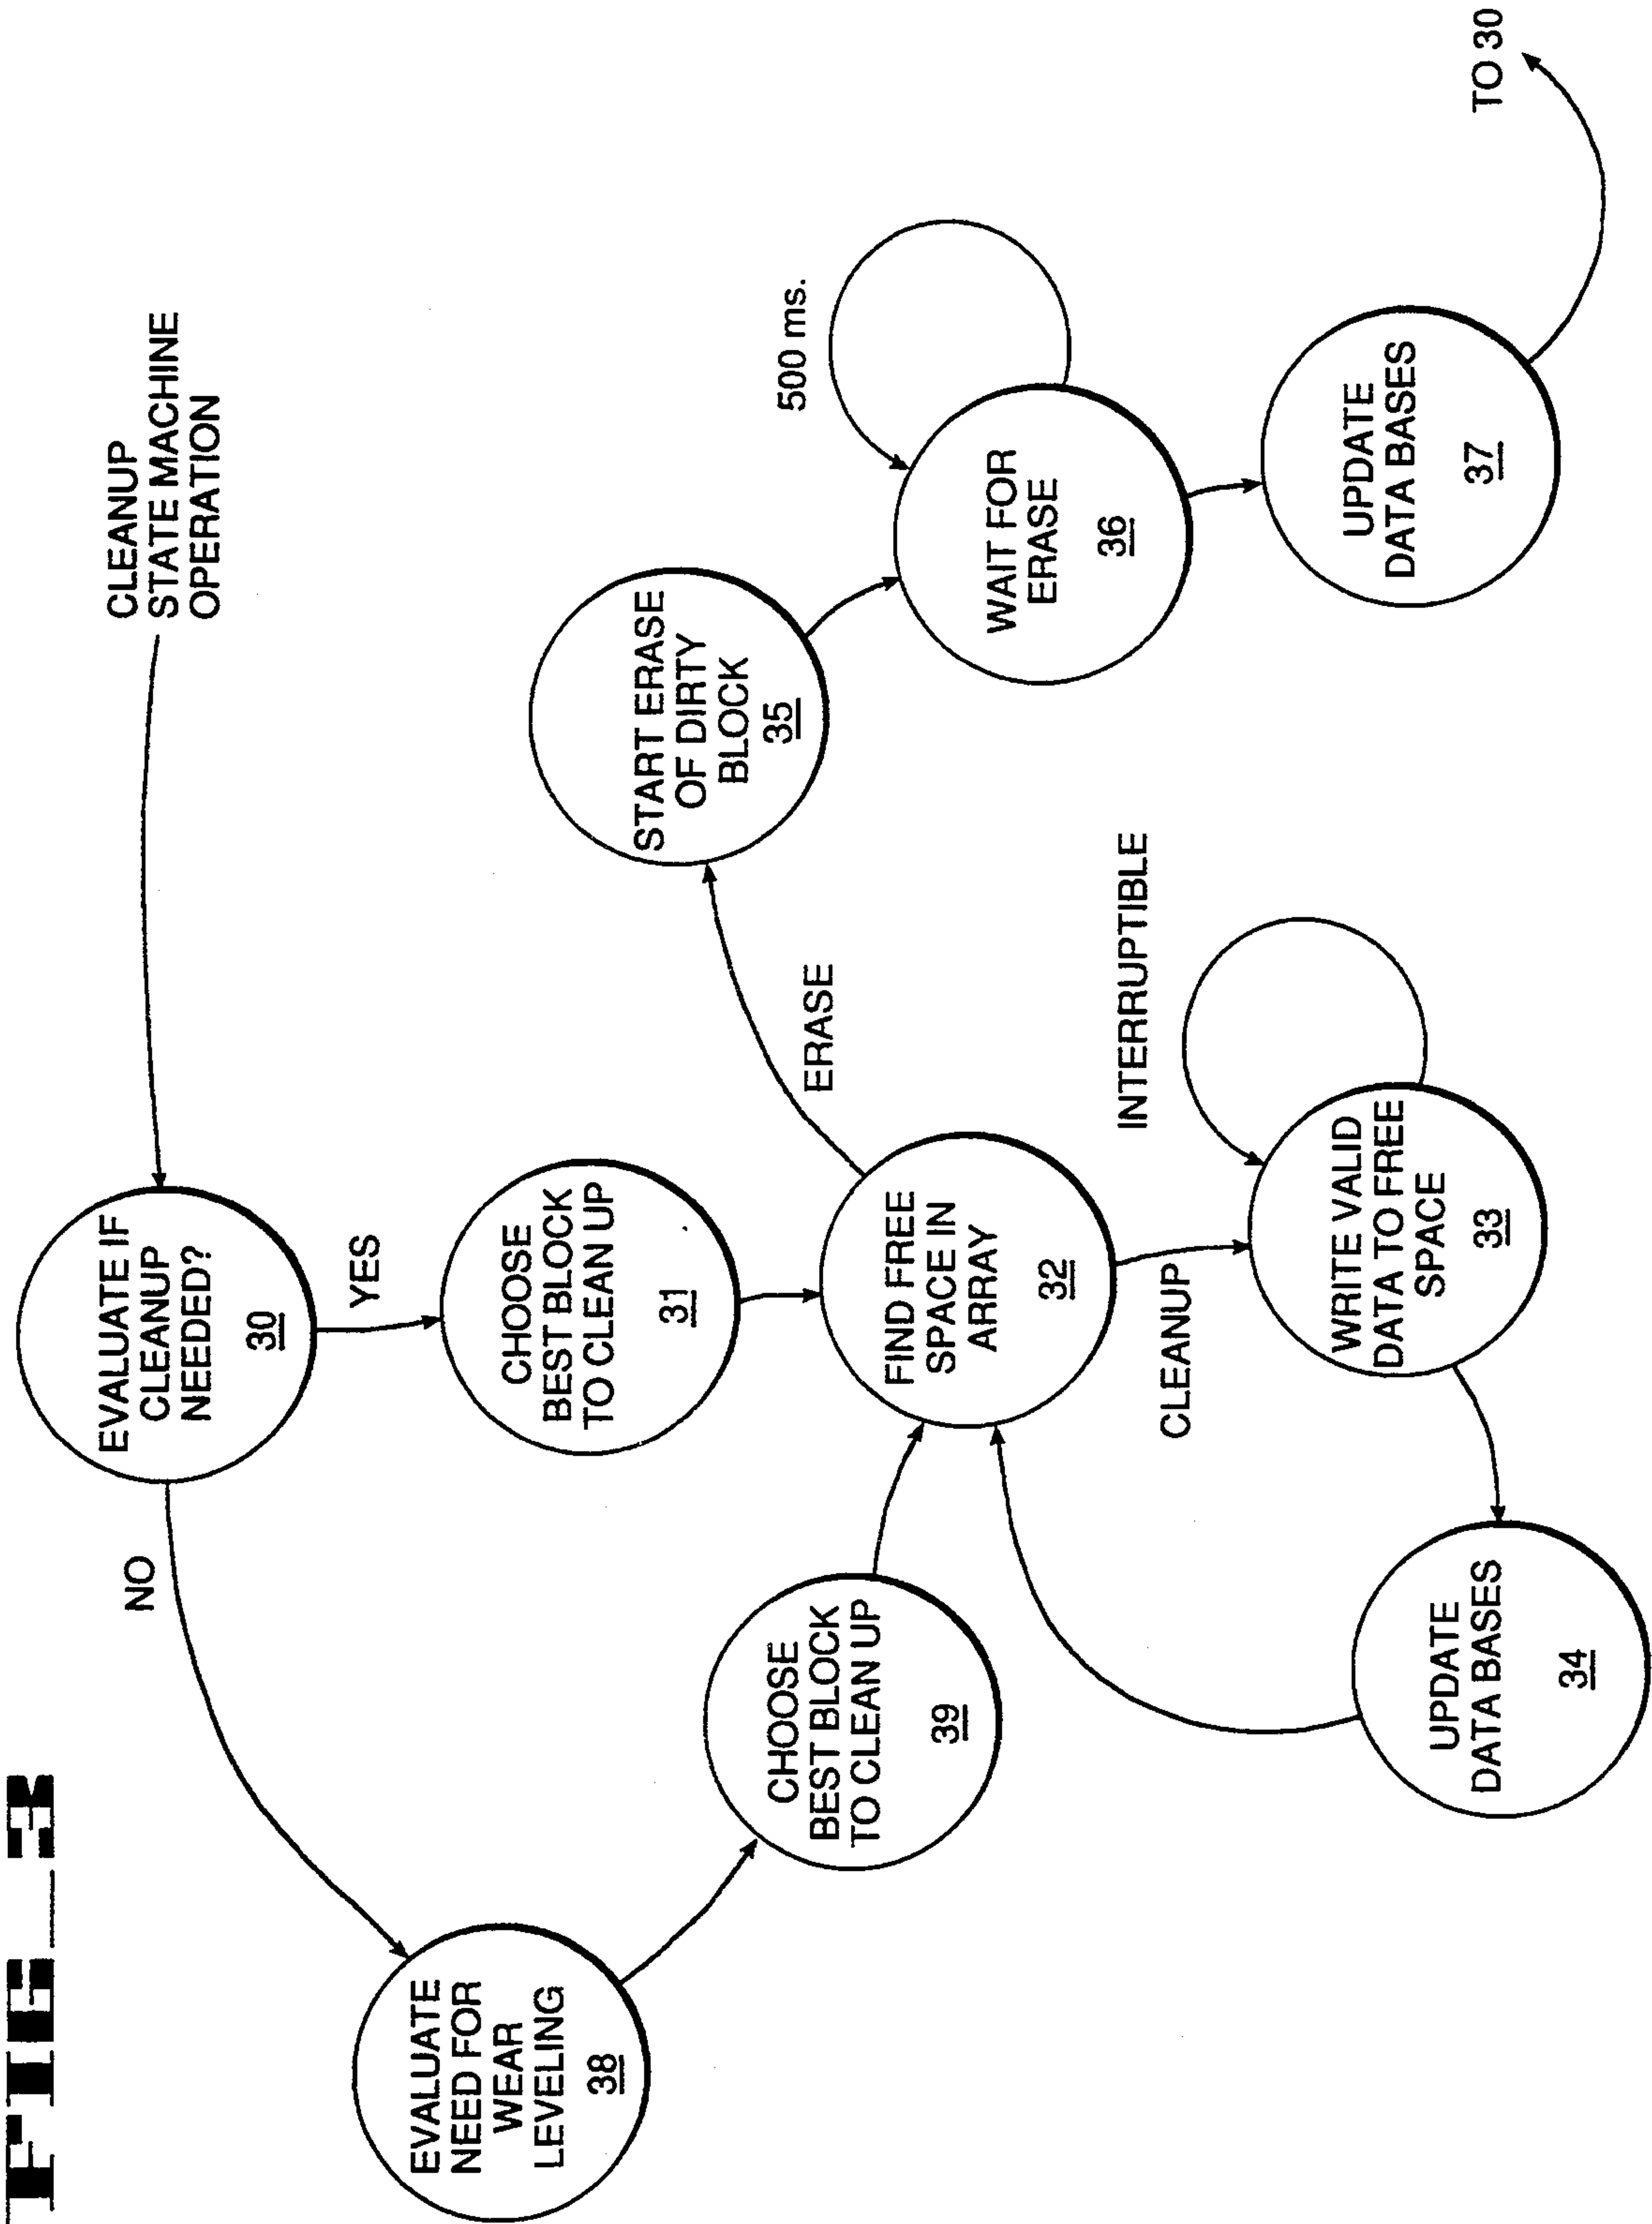 FIG_3
CLEANUP
STATE MACHINE
OPERATION
EVALUATE IF
CLEANUP
NEEDED?
30
NO
YES
EVALUATE
NEED FOR
WEAR
LEVELING
38
CHOOSE
BEST BLOCK
TO CLEAN UP
31
CHOOSE
BEST BLOCK
TO CLEAN UP
39
FIND FREE
SPACE IN
ARRAY
32
ERASE
START ERASE
OF DIRTY
BLOCK
35
500 ms.
WAIT FOR
ERASE
36
CLEANUP
INTERRUPTIBLE
WRITE VALID
DATA TO FREE
SPACE
33
UPDATE
DATA BASES
34
UPDATE
DATA BASES
37
TO 30